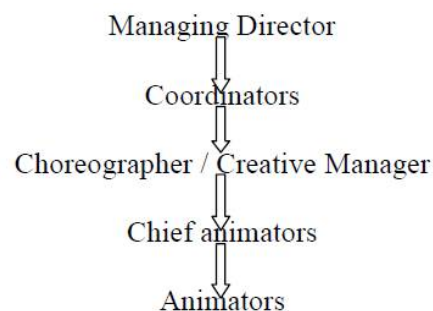 Managing Director
Coordinators
Choreographer / Creative Manager
Chief animators
Animators